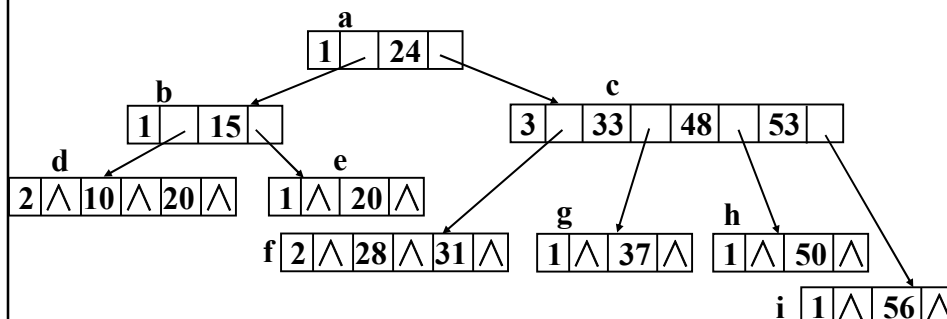 a
1 24
b
1 15
c
3 33 48 53
d
2 ∧ 10 ∧ 20 ∧
e
1 ∧ 20 ∧
f 2 ∧ 28 ∧ 31 ∧
g
1 ∧ 37 ∧
h
1 ∧ 50 ∧
i 1 ∧ 56 ∧